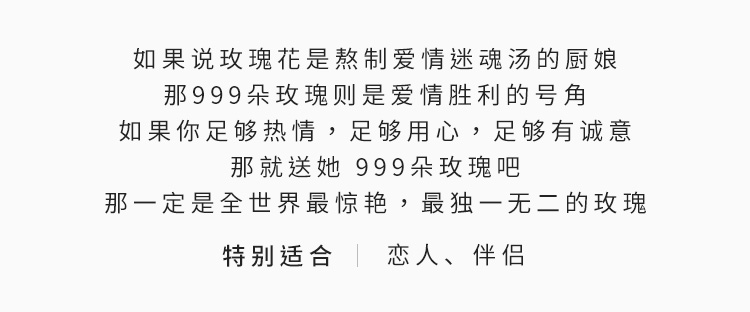 如果说玫瑰花是熬制爱情迷魂汤的厨娘
那999朵玫瑰则是爱情胜利的号角
如果你足够热情，足够用心，足够有诚意
那就送她 999朵玫瑰吧
那一定是全世界最惊艳，最独一无二的玫瑰
特别适合 | 恋人、伴侣